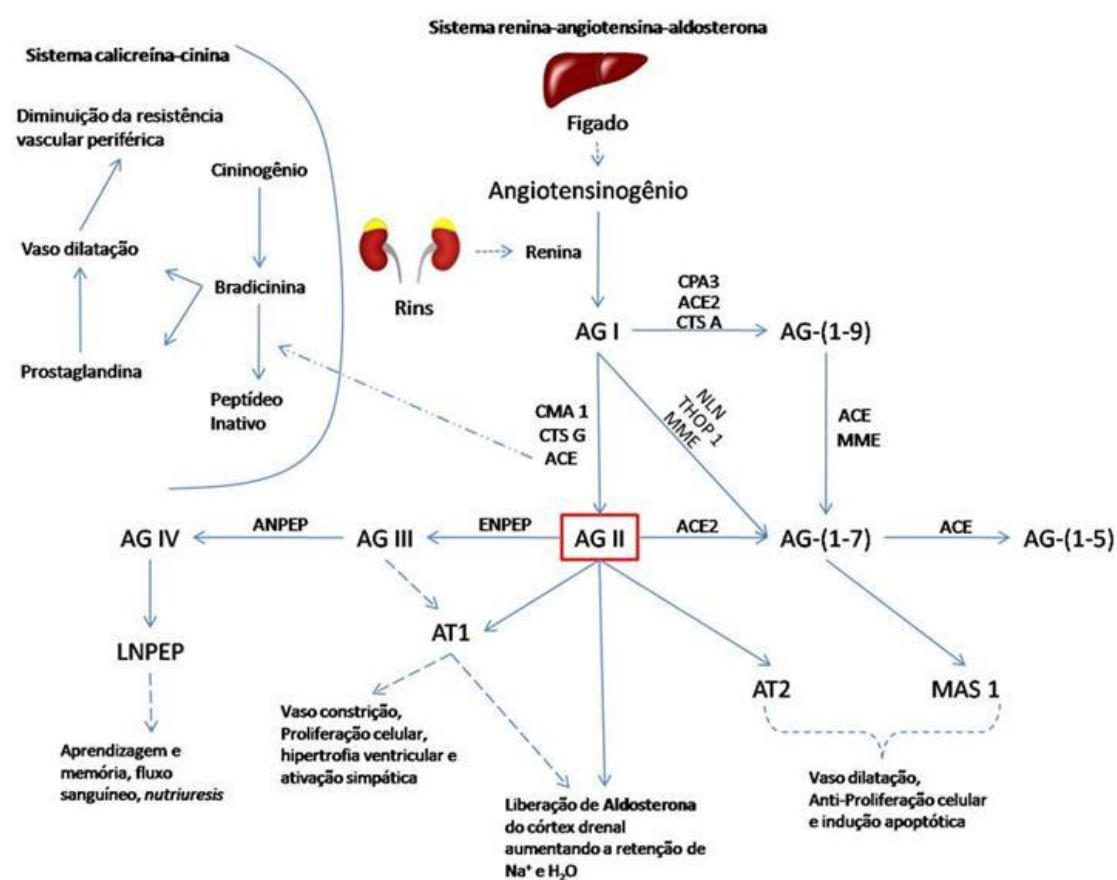 Sistema renina-angiotensina-aldosterona
Sistema calicreína-cinina
Diminuição da resistência
vascular periférica
Fígado
Cininogênio
Angiotensinogênio
Vaso dilatação
Renina
Bradicinina
Rins
CPA3
ACE2
CTS A
AG I
AG-(1-9)
Prostaglandina
Peptídeo
Inativo
CMA 1
CTS G
ACE
NLN
THOP 1
MME
ACE
MME
AG IV
ANPEP
AG III
ENPEP
AG II
ACE2
AG-(1-7)
ACE
AG-(1-5)
AT1
LNPEP
AT2
MAS 1
Vaso constrição,
Proliferação celular,
hipertrofia ventricular e
ativação simpática
Aprendizagem e
memória, fluxo
sanguíneo, nutriuresis
Vaso dilatação,
Anti-Proliferação celular
e indução apoptótica
Liberação de Aldosterona
do córtex drenal
aumentando a retenção de
Na⁺ e H₂O